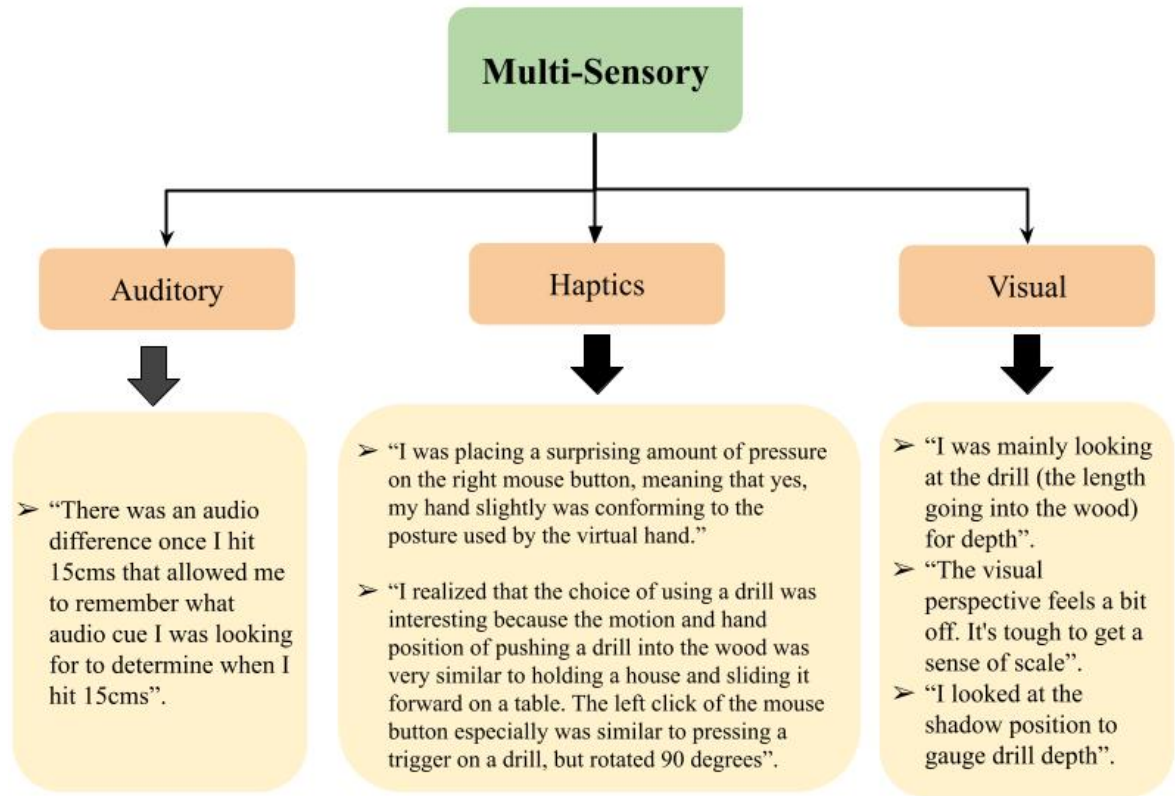 Multi-Sensory
Auditory
Haptics
Visual
➢ “There was an audio
difference once I hit
15cms that allowed me
to remember what
audio cue I was looking
for to determine when I
hit 15cms”.
➢ “I was placing a surprising amount of pressure
on the right mouse button, meaning that yes,
my hand slightly was conforming to the
posture used by the virtual hand.”
➢ “I realized that the choice of using a drill was
interesting because the motion and hand
position of pushing a drill into the wood was
very similar to holding a house and sliding it
forward on a table. The left click of the mouse
button especially was similar to pressing a
trigger on a drill, but rotated 90 degrees”.
➢ “I was mainly looking
at the drill (the length
going into the wood)
for depth”.
➢ “The visual
perspective feels a bit
off. It's tough to get a
sense of scale”.
➢ “I looked at the
shadow position to
gauge drill depth”.